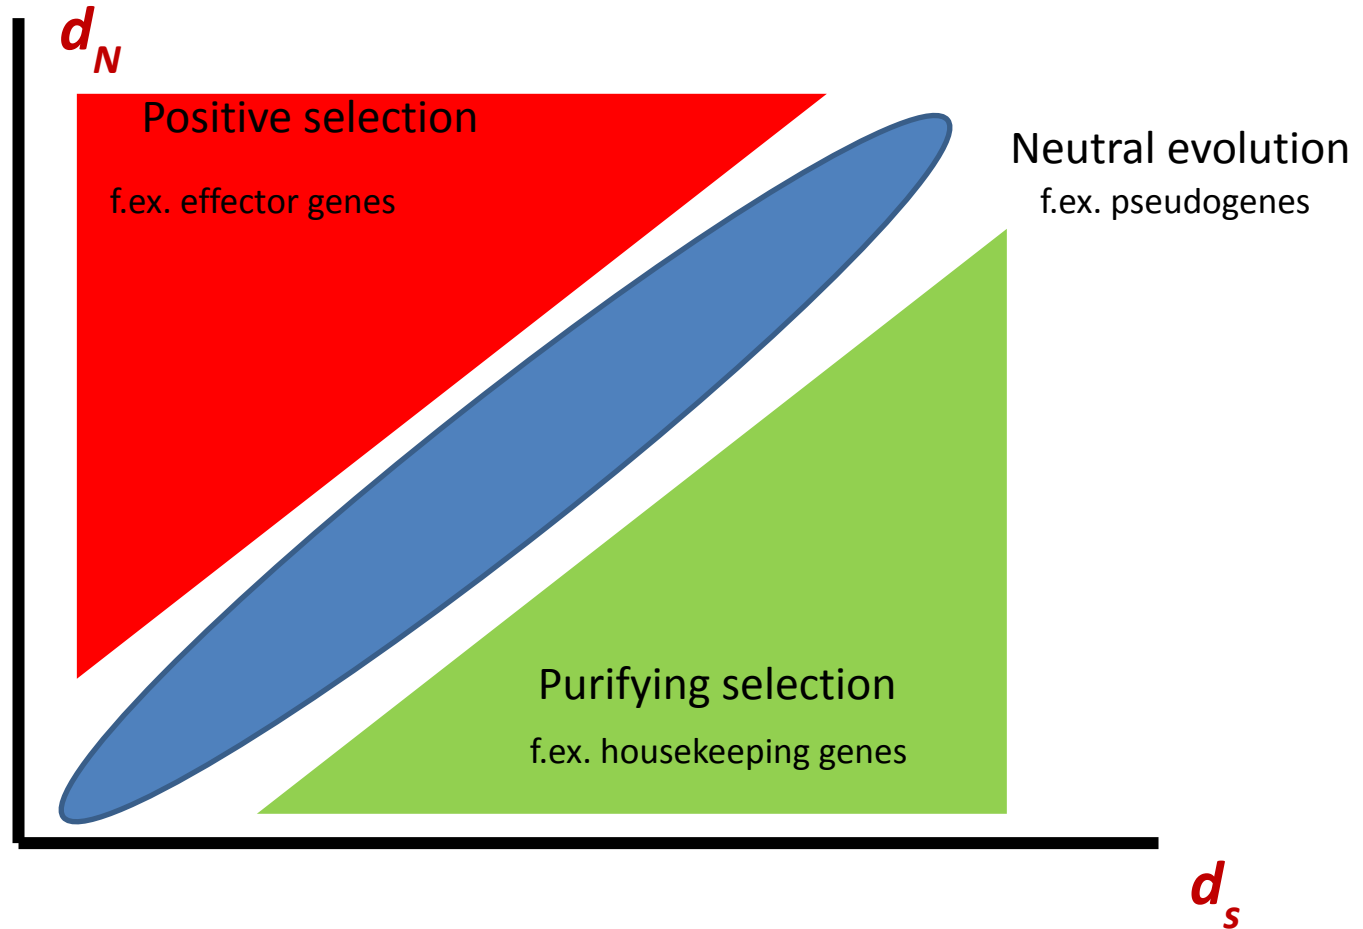 dN
Positive selection
f.ex. effector genes
Neutral evolution
f.ex. pseudogenes
Purifying selection
f.ex. housekeeping genes
ds